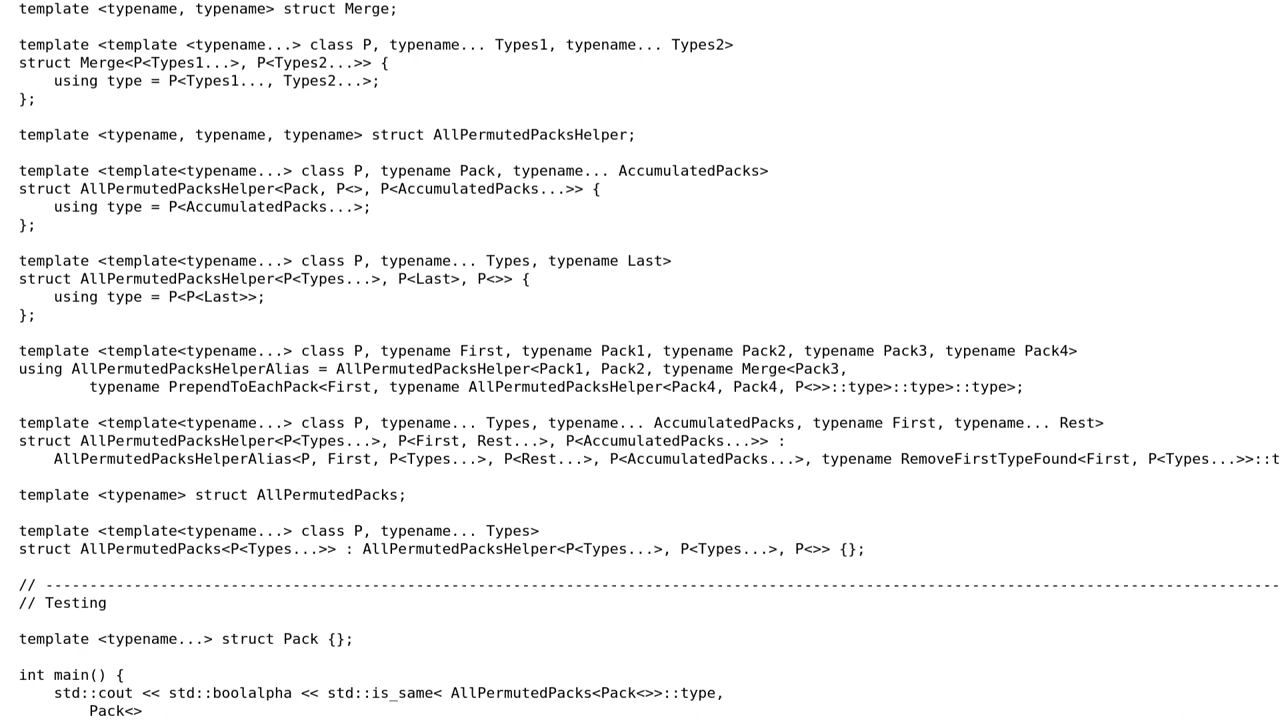 template <typename, typename> struct Merge;
template <template <typename...> class P, typename... Types1, typename... Types2>
struct Merge<P<Types1...>, P<Types2...>> {
    using type = P<Types1..., Types2...>;
};
template <typename, typename, typename> struct AllPermutedPacksHelper;
template <template<typename...> class P, typename Pack, typename... AccumulatedPacks>
struct AllPermutedPacksHelper<Pack, P<>, P<AccumulatedPacks...>> {
    using type = P<AccumulatedPacks...>;
};
template <template<typename...> class P, typename... Types, typename Last>
struct AllPermutedPacksHelper<P<Types...>, P<Last>, P<>> {
    using type = P<P<Last>>;
};
template <template<typename...> class P, typename First, typename Pack1, typename Pack2, typename Pack3, typename Pack4>
using AllPermutedPacksHelperAlias = AllPermutedPacksHelper<Pack1, Pack2, typename Merge<Pack3,
        typename PrependToEachPack<First, typename AllPermutedPacksHelper<Pack4, Pack4, P<>>::type>::type>::type>;
template <template<typename...> class P, typename... Types, typename... AccumulatedPacks, typename First, typename... Rest>
struct AllPermutedPacksHelper<P<Types...>, P<First, Rest...>, P<AccumulatedPacks...>> :
    AllPermutedPacksHelperAlias<P, First, P<Types...>, P<Rest...>, P<AccumulatedPacks...>, typename RemoveFirstTypeFound<First, P<Types...>>::t
template <typename> struct AllPermutedPacks;
template <template<typename...> class P, typename... Types>
struct AllPermutedPacks<P<Types...>> : AllPermutedPacksHelper<P<Types...>, P<Types...>, P<>> {};
// --------------------------------------------------------------------------------------------------------------------------------------------
// Testing
template <typename...> struct Pack {};
int main() {
    std::cout << std::boolalpha << std::is_same< AllPermutedPacks<Pack<>>::type,
        Pack<>